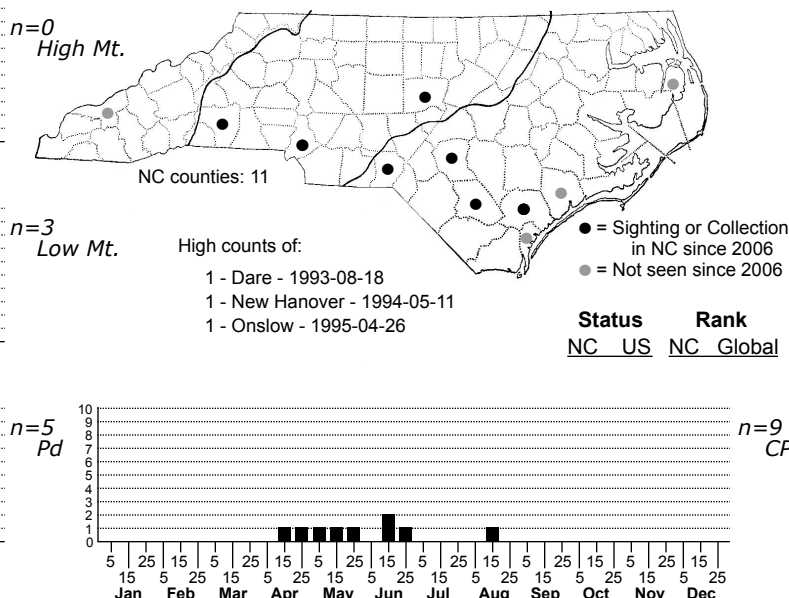 n=0
High Mt.
NC counties: 11
n=3
Low Mt.
High counts of:
1 - Dare - 1993-08-18
1 - New Hanover - 1994-05-11
1 - Onslow - 1995-04-26
= Sighting or Collection
in NC since 2006
= Not seen since 2006
Status Rank
NC US NC Global
n=5
Pd
n=9
CP
10
9
8
7
6
5
4
3
2
1
0
5 25 15 5 25 15 5 25 15 5 25 15 5 25 15 5 25 15
15 5 25 15 5 25 15 5 25 15 5 25 15 5 25 15 5 25
Jan Feb Mar Apr May Jun Jul Aug Sep Oct Nov Dec